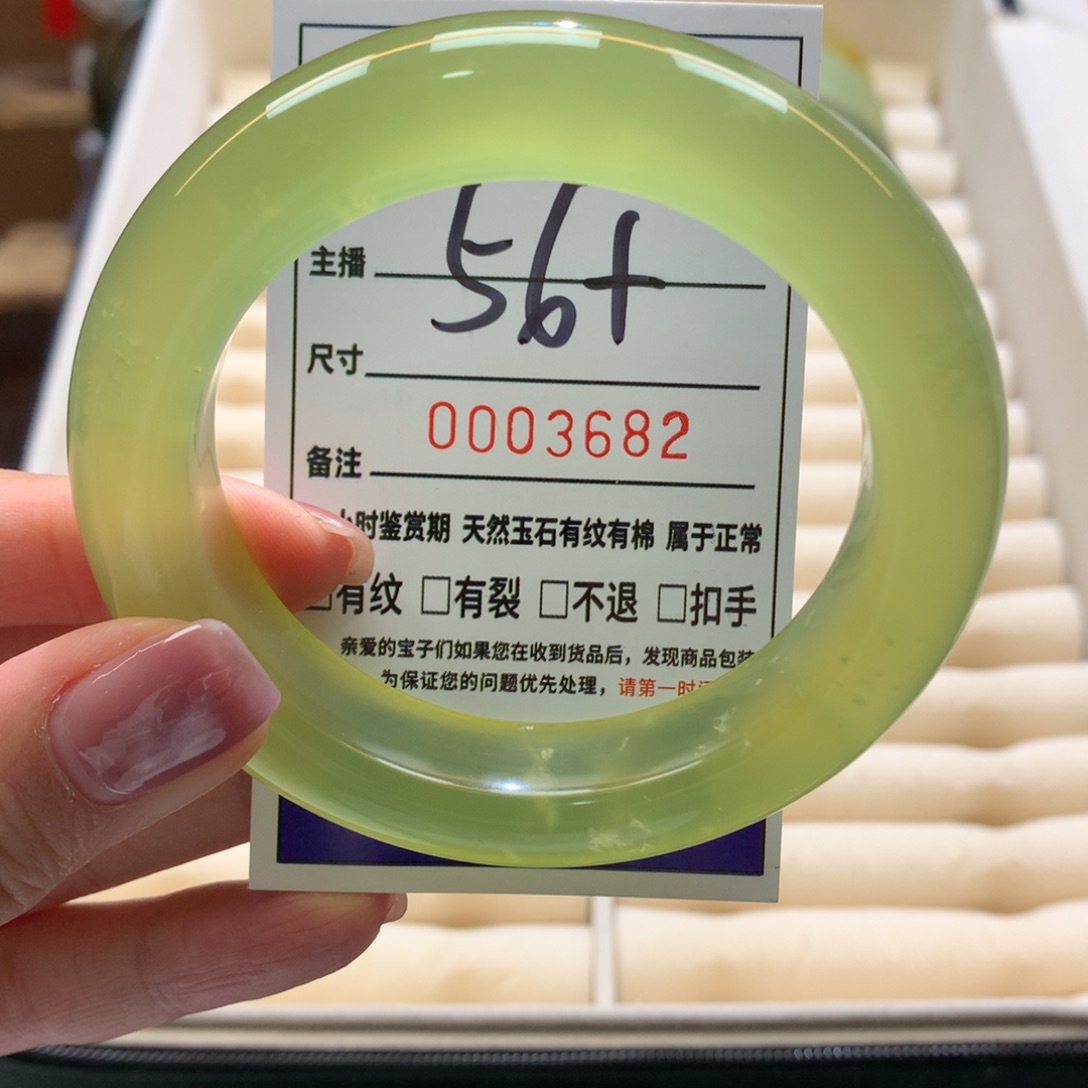 主播 56+
尺寸
0003682
备注
小时鉴赏期 天然玉石有纹有棉 属于正常
□有纹 □有裂 □不退 □扣手
亲爱的宝子们如果您在收到货品后，发现商品包装
为保证您的问题优先处理，请第一时